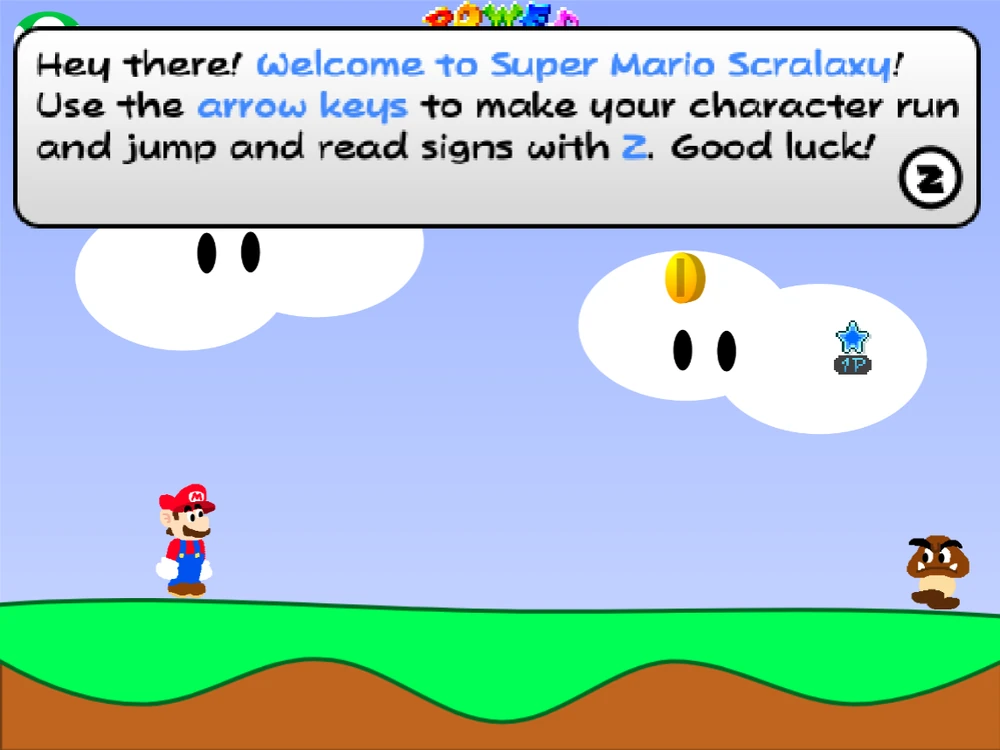 POWER
Hey there! Welcome to Super Mario Scralaxy!
Use the arrow keys to make your character run
and jump and read signs with Z. Good luck!
Z
1P
M